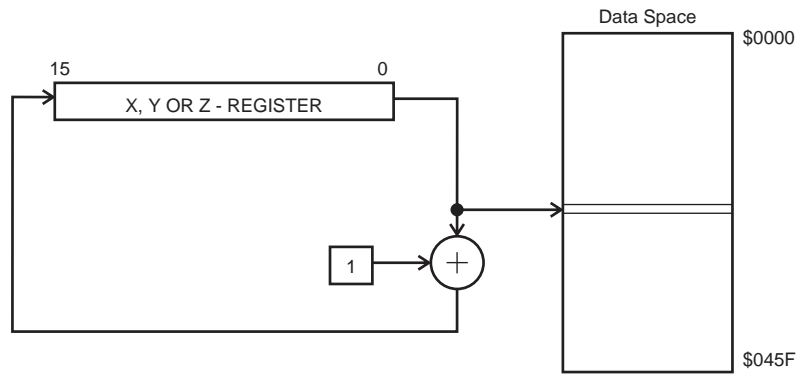 Data Space
$0000
15 0
X, Y OR Z - REGISTER
1
+
$045F